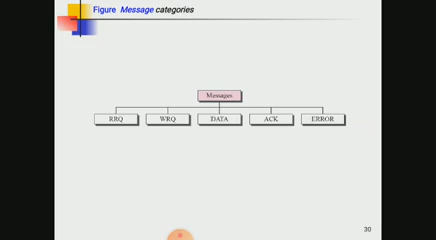 Figure Message categories
Messages
RRQ WRQ DATA ACK ERROR
30